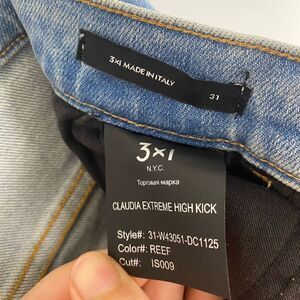 3×1 MADE IN ITALY
31
3×1
N.Y.C.
Торговая марка
CLAUDIA EXTREME HIGH KICK
Style#: 31-W43051-DC1125
Color#: REEF
Cut#: IS009